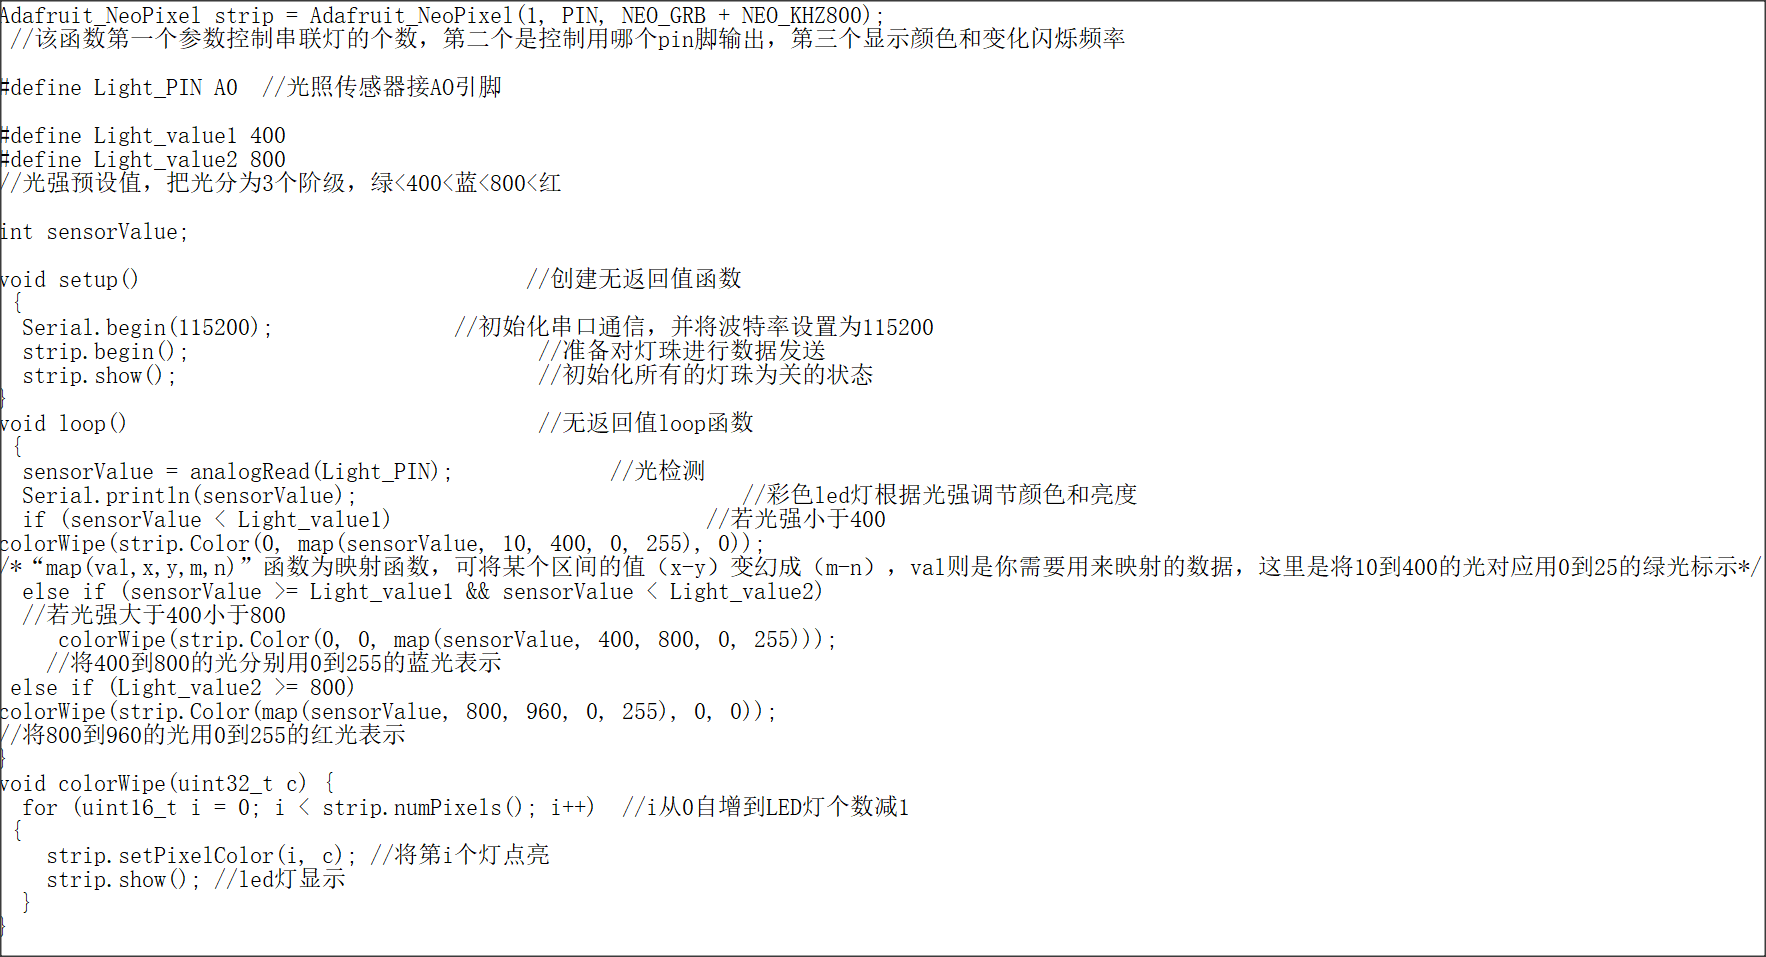 Adafruit_NeoPixel strip = Adafruit_NeoPixel(1, PIN, NEO_GRB + NEO_KHZ800);
//该函数第一个参数控制串联灯的个数，第二个是控制用哪个pin脚输出，第三个显示颜色和变化闪烁频率
#define Light_PIN A0  //光照传感器接A0引脚
#define Light_value1 400
#define Light_value2 800
//光强预设值，把光分为3个阶级，绿<400<蓝<800<红
int sensorValue;
void setup() //创建无返回值函数
{
Serial.begin(115200); //初始化串口通信，并将波特率设置为115200
strip.begin(); //准备对灯珠进行数据发送
strip.show(); //初始化所有的灯珠为关的状态
}
void loop() //无返回值loop函数
{
sensorValue = analogRead(Light_PIN); //光检测
Serial.println(sensorValue); //彩色led灯根据光强调节颜色和亮度
if (sensorValue < Light_value1) //若光强小于400
colorWipe(strip.Color(0, map(sensorValue, 10, 400, 0, 255), 0));
/*“map(val,x,y,m,n)”函数为映射函数，可将某个区间的值（x-y）变幻成（m-n），val则是你需要用来映射的数据，这里是将10到400的光对应用0到25的绿光标示*/
else if (sensorValue >= Light_value1 && sensorValue < Light_value2)
//若光强大于400小于800
colorWipe(strip.Color(0, 0, map(sensorValue, 400, 800, 0, 255)));
//将400到800的光分别用0到255的蓝光表示
else if (Light_value2 >= 800)
colorWipe(strip.Color(map(sensorValue, 800, 960, 0, 255), 0, 0));
//将800到960的光用0到255的红光表示
}
void colorWipe(uint32_t c) {
for (uint16_t i = 0; i < strip.numPixels(); i++)  //i从0自增到LED灯个数减1
{
strip.setPixelColor(i, c); //将第i个灯点亮
strip.show(); //led灯显示
}
}